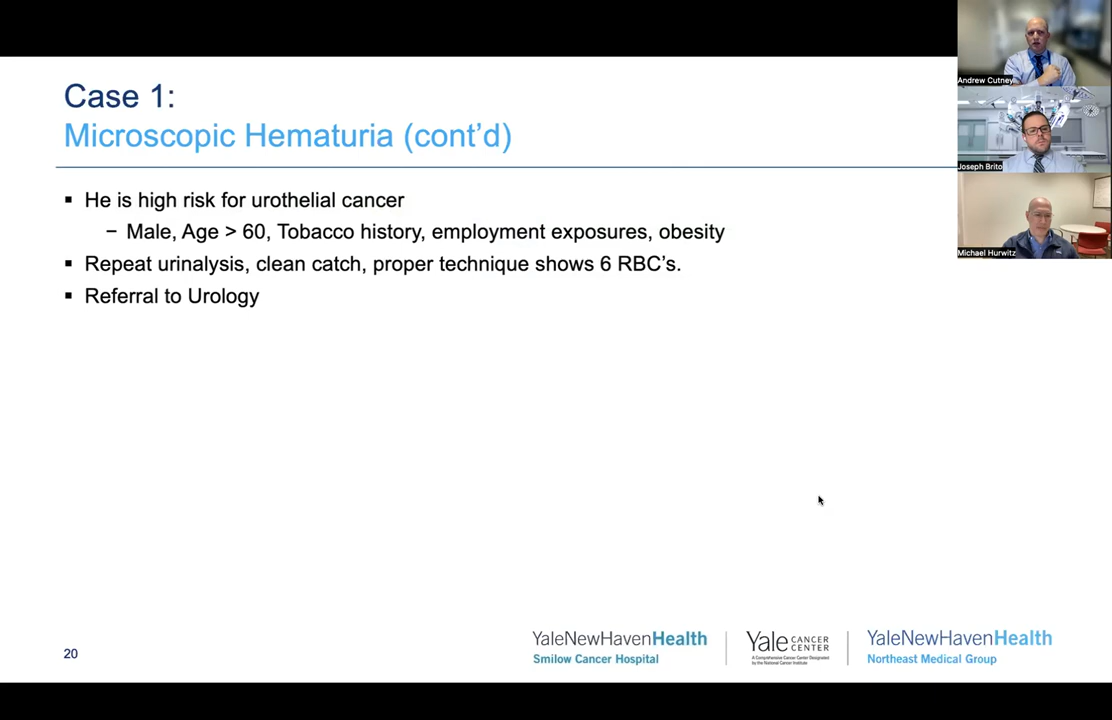 Case 1:
Microscopic Hematuria (cont'd)
▪ He is high risk for urothelial cancer
– Male, Age > 60, Tobacco history, employment exposures, obesity
▪ Repeat urinalysis, clean catch, proper technique shows 6 RBC's.
▪ Referral to Urology
Andrew Cutney
Joseph Brito
Michael Hurwitz
20
YaleNewHavenHealth
Smilow Cancer Hospital
Yale CANCER CENTER
A Comprehensive Cancer Center Designated
by the National Cancer Institute
YaleNewHavenHealth
Northeast Medical Group